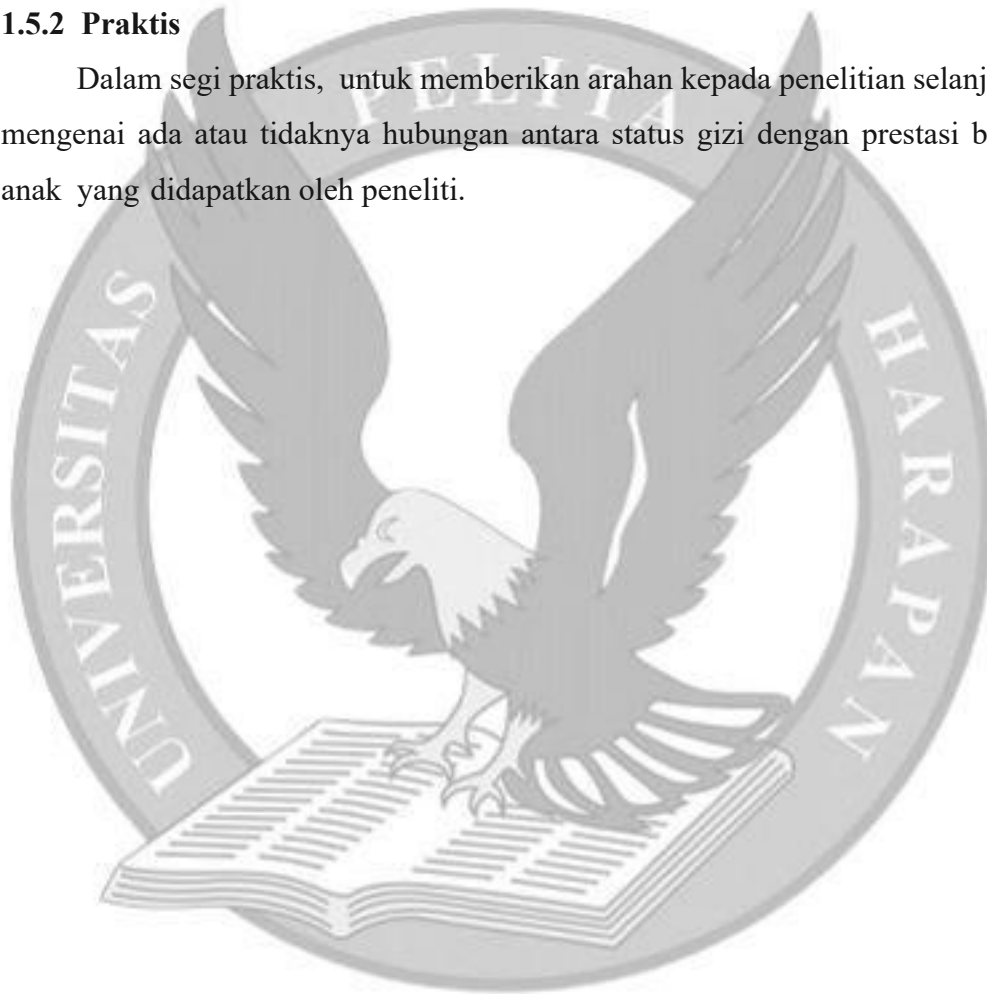 1.5.2 Praktis
Dalam segi praktis, untuk memberikan arahan kepada penelitian selanj
mengenai ada atau tidaknya hubungan antara status gizi dengan prestasi b
anak yang didapatkan oleh peneliti.
UNIVERSITAS PELITA HARAPAN